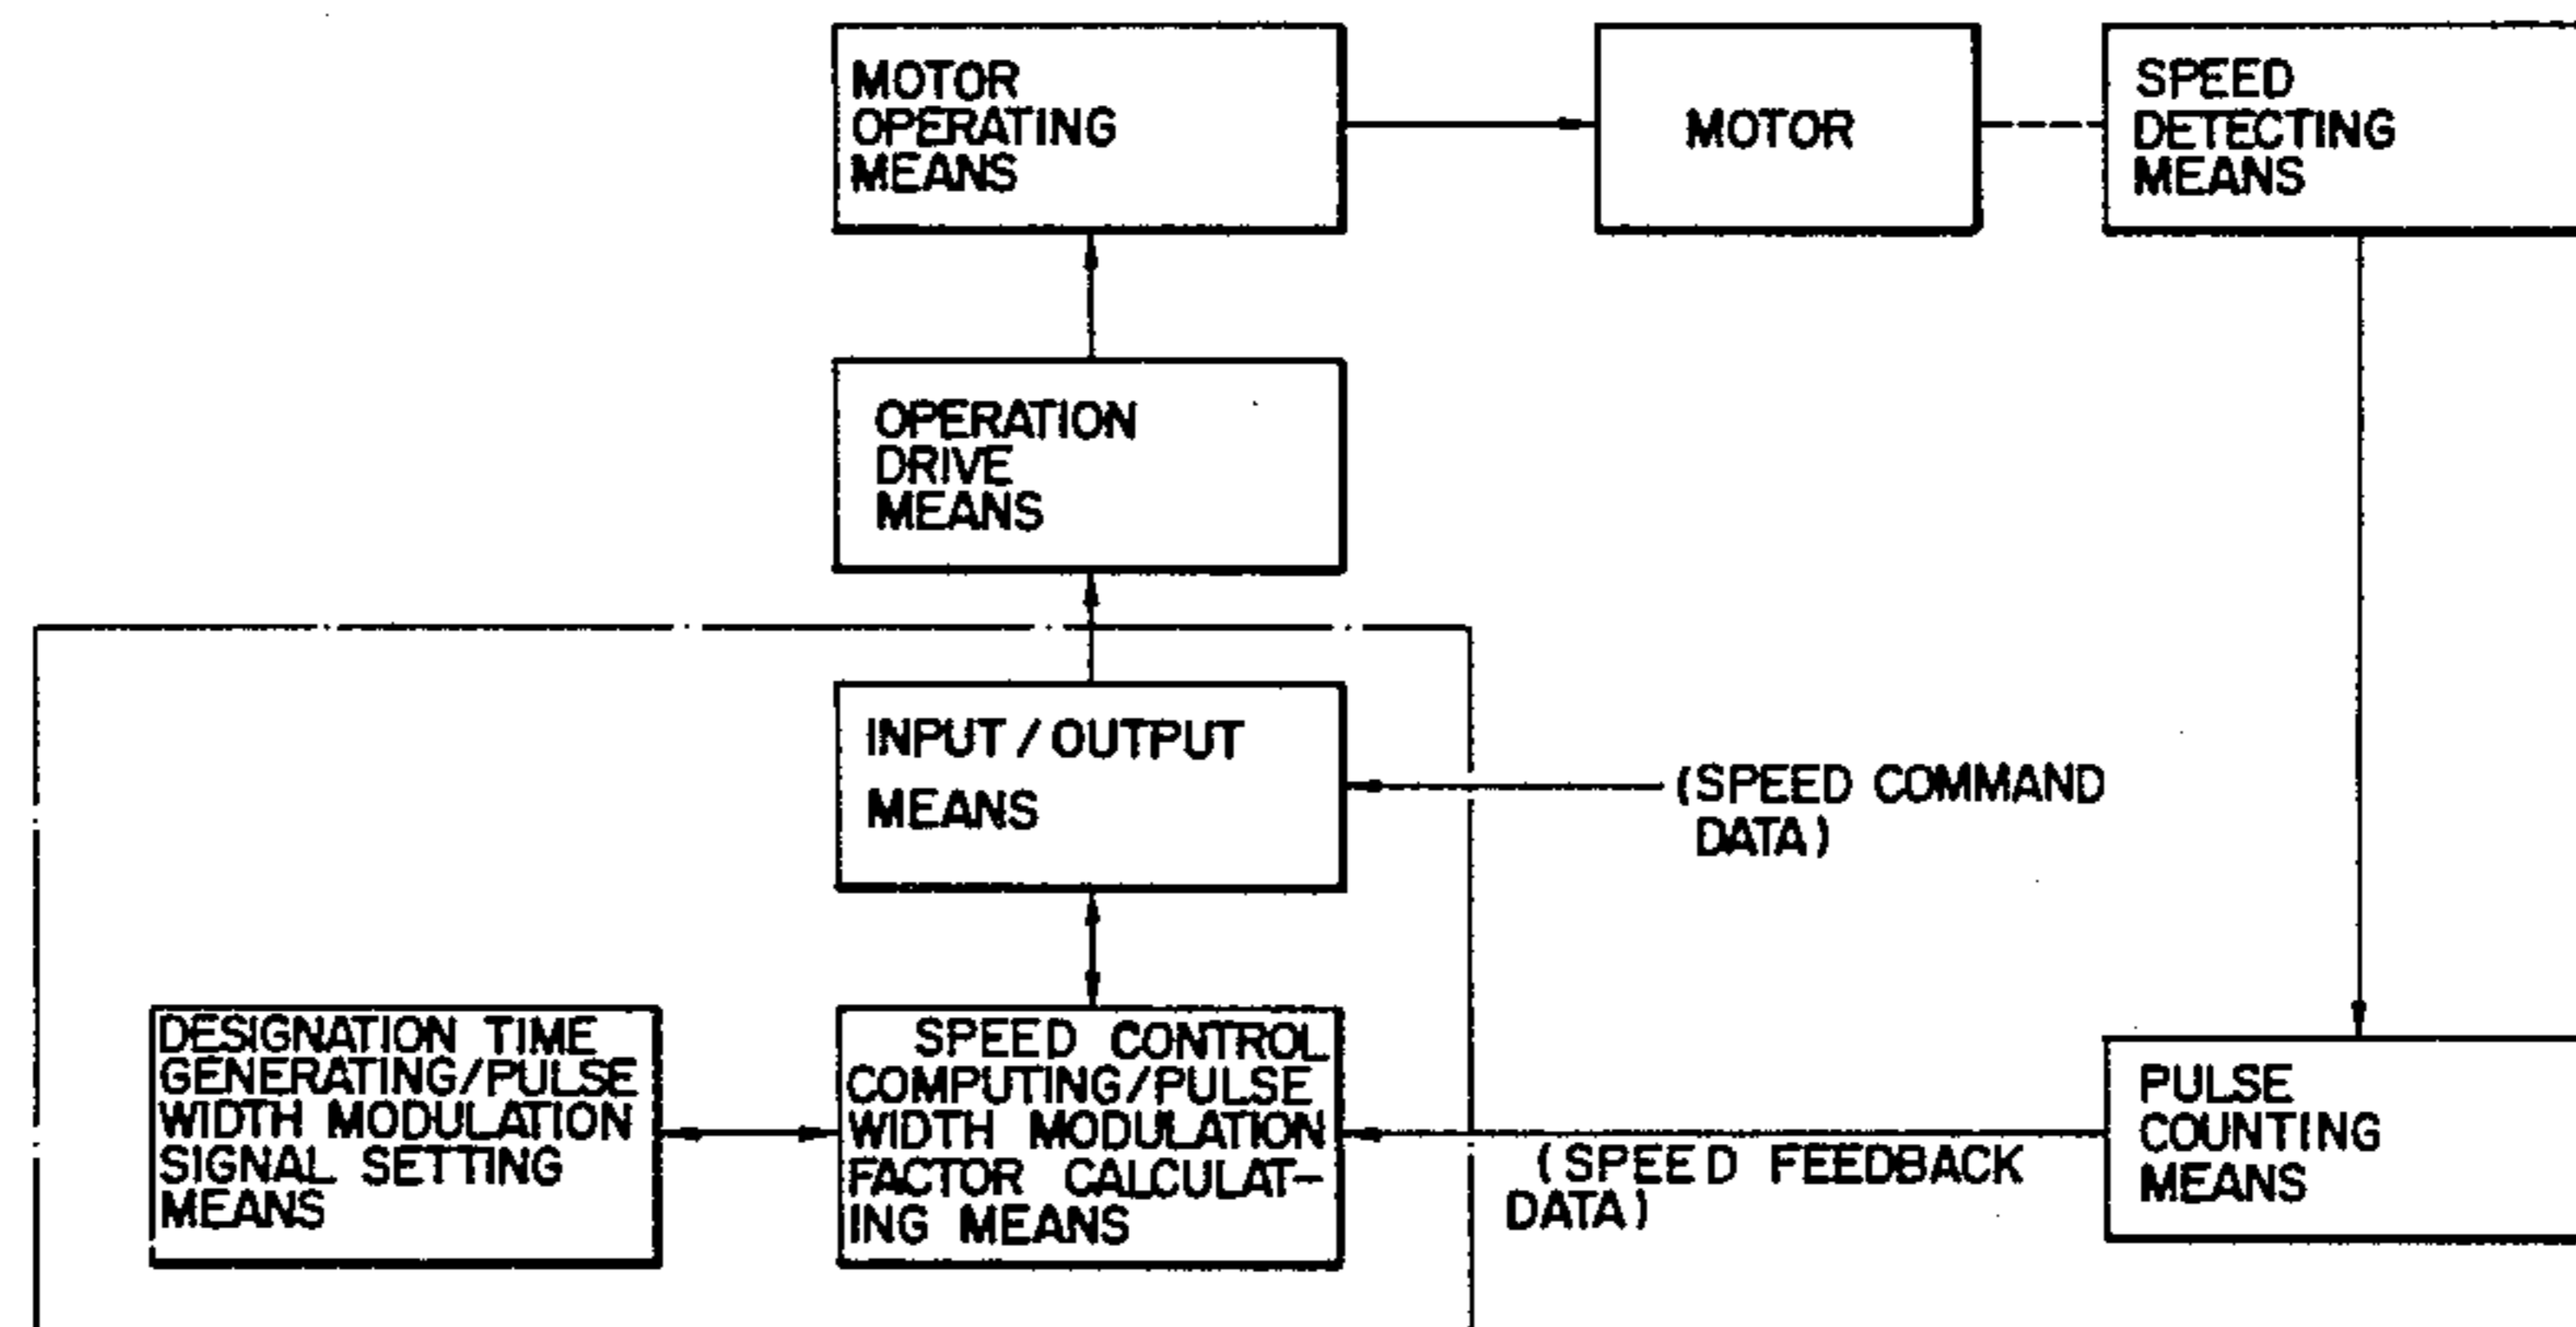 MOTOR
OPERATING
MEANS
MOTOR
SPEED
DETECTING
MEANS
OPERATION
DRIVE
MEANS
INPUT / OUTPUT
MEANS
(SPEED COMMAND
DATA)
DESIGNATION TIME
GENERATING/PULSE
WIDTH MODULATION
SIGNAL SETTING
MEANS
SPEED CONTROL
COMPUTING/PULSE
WIDTH MODULATION
FACTOR CALCULAT-
ING MEANS
(SPEED FEEDBACK
DATA)
PULSE
COUNTING
MEANS